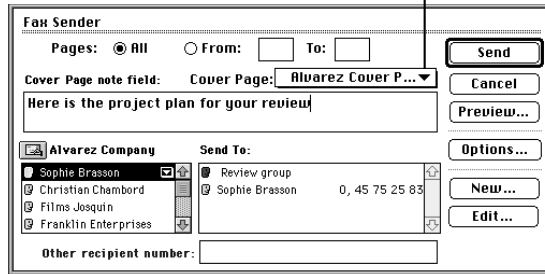 Fax Sender
Pages: All From: To:
Send
Cover Page note field: Cover Page: Alvarez Cover P...
Cancel
Here is the project plan for your review
Preview...
Alvarez Company Send To:
Options...
Sophie Brasson Review group
Christian Chambord Sophie Brasson 0, 45 75 25 83
New...
Films Josquin
Franklin Enterprises
Edit...
Other recipient number: